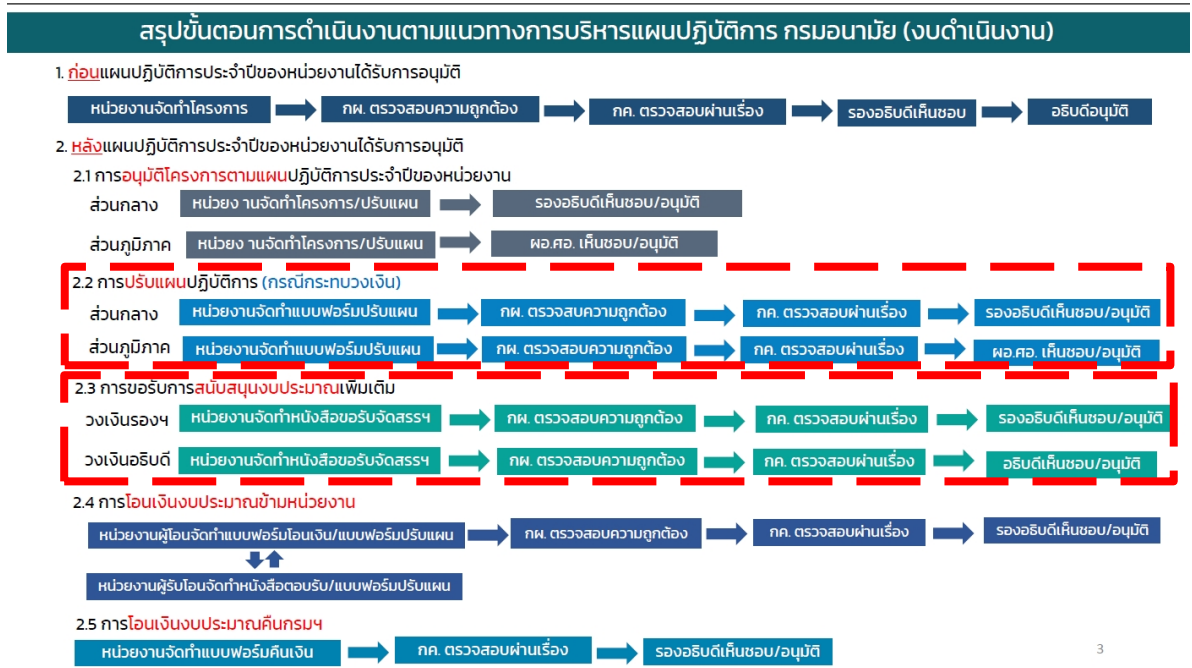 สรุปขั้นตอนการดำเนินงานตามแนวทางการบริหารแผนปฏิบัติการ กรมอนามัย (งบดำเนินงาน)
1. ก่อนแผนปฏิบัติการประจำปีของหน่วยงานได้รับการอนุมัติ
หน่วยงานจัดทำโครงการ กผ. ตรวจสอบความถูกต้อง กค. ตรวจสอบผ่านเรื่อง รองอธิบดีเห็นชอบ อธิบดีอนุมัติ
2. หลังแผนปฏิบัติการประจำปีของหน่วยงานได้รับการอนุมัติ
2.1 การอนุมัติโครงการตามแผนปฏิบัติการประจำปีของหน่วยงาน
ส่วนกลาง หน่วยง านจัดทำโครงการ/ปรับแผน รองอธิบดีเห็นชอบ/อนุมัติ
ส่วนภูมิภาค หน่วยง านจัดทำโครงการ/ปรับแผน ผอ.ศอ. เห็นชอบ/อนุมัติ
2.2 การปรับแผนปฏิบัติการ (กรณีกระทบวงเงิน)
ส่วนกลาง หน่วยงานจัดทำแบบฟอร์มปรับแผน กผ. ตรวจสบความถูกต้อง กค. ตรวจสอบผ่านเรื่อง รองอธิบดีเห็นชอบ/อนุมัติ
ส่วนภูมิภาค หน่วยงานจัดทำแบบฟอร์มปรับแผน กผ. ตรวจสบความถูกต้อง กค. ตรวจสอบผ่านเรื่อง ผอ.ศอ. เห็นชอบ/อนุมัติ
2.3 การขอรับการสนับสนุนงบประมาณเพิ่มเติม
วงเงินรองฯ หน่วยงานจัดทำหนังสือขอรับจัดสรรฯ กผ. ตรวจสอบความถูกต้อง กค. ตรวจสอบผ่านเรื่อง รองอธิบดีเห็นชอบ/อนุมัติ
วงเงินอธิบดี หน่วยงานจัดทำหนังสือขอรับจัดสรรฯ กผ. ตรวจสอบความถูกต้อง กค. ตรวจสอบผ่านเรื่อง อธิบดีเห็นชอบ/อนุมัติ
2.4 การโอนเงินงบประมาณข้ามหน่วยงาน
หน่วยงานผู้โอนจัดทำแบบฟอร์มโอนเงิน/แบบฟอร์มปรับแผน กผ. ตรวจสอบความถูกต้อง กค. ตรวจสอบผ่านเรื่อง รองอธิบดีเห็นชอบ/อนุมัติ
หน่วยงานผู้รับโอนจัดทำหนังสือตอบรับ/แบบฟอร์มปรับแผน
2.5 การโอนเงินงบประมาณคืนกรมฯ
หน่วยงานจัดทำแบบฟอร์มคืนเงิน กค. ตรวจสอบผ่านเรื่อง รองอธิบดีเห็นชอบ/อนุมัติ
3